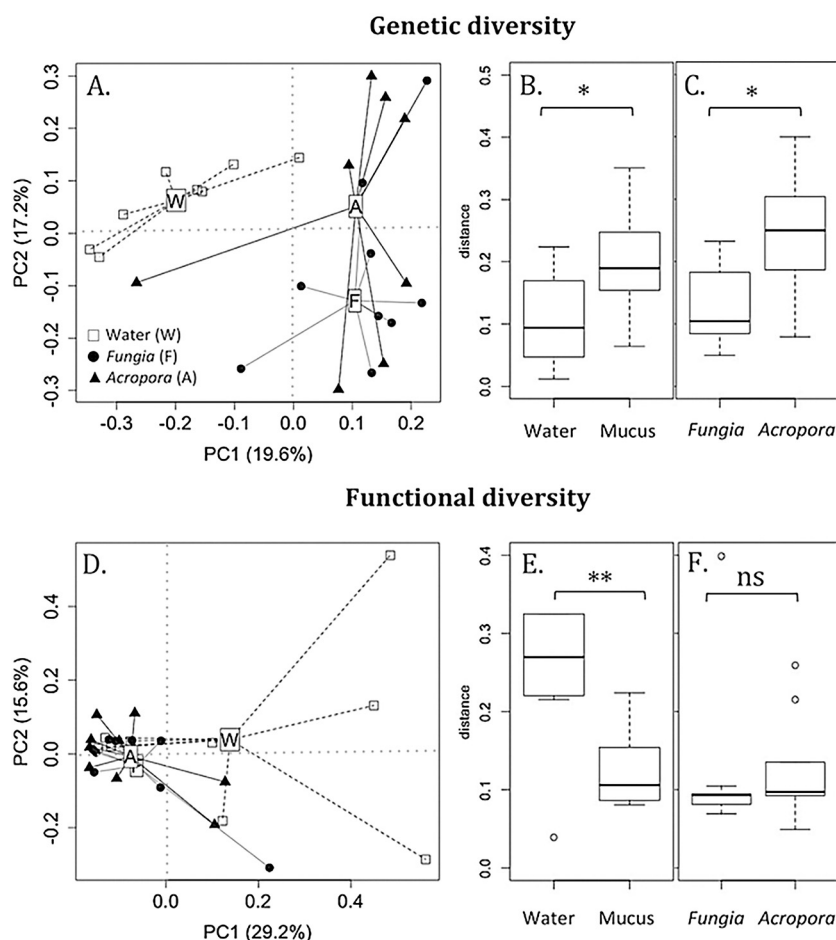 Genetic diversity
A.
0.3
0.2
0.1
0.0
-0.1
-0.2
-0.3
PC2 (17.2%)
W
A
F
Water (W)
Fungia (F)
Acropora (A)
-0.3 -0.2 -0.1 0.0 0.1 0.2
PC1 (19.6%)
B.
*
0.5
0.4
0.3
0.2
0.1
0.0
distance
Water Mucus
C.
*
Fungia Acropora
Functional diversity
D.
0.4
0.2
0.0
-0.2
PC2 (15.6%)
A
W
0.0 0.2 0.4
PC1 (29.2%)
E.
**
0.4
0.3
0.2
0.1
0.0
distance
Water Mucus
F.
ns
Fungia Acropora